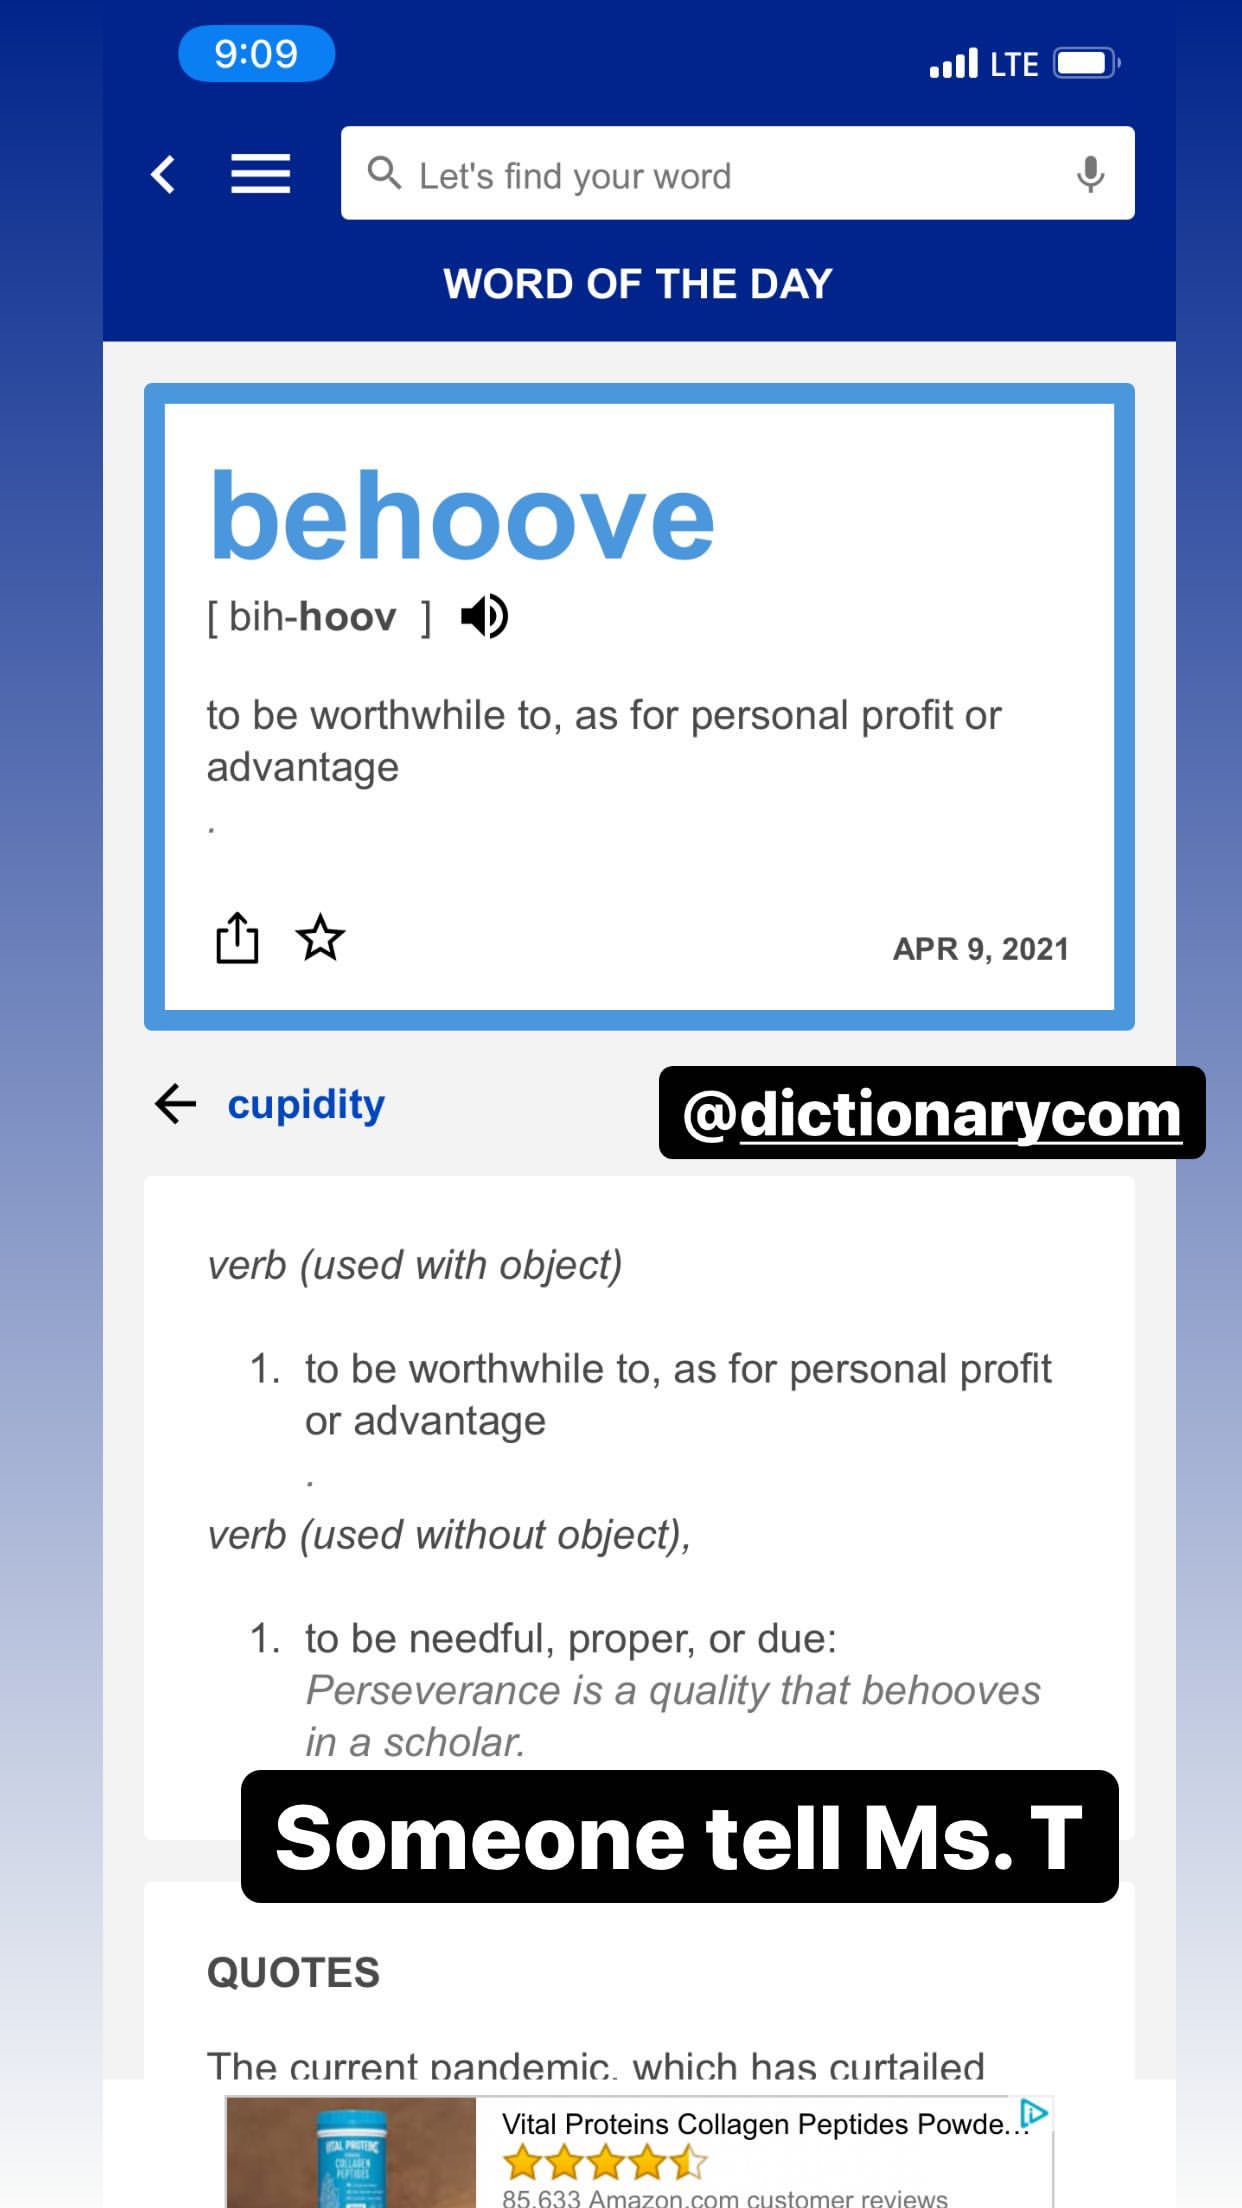 9:09
LTE
Let's find your word
WORD OF THE DAY
behoove
[ bih-hoov ]
to be worthwhile to, as for personal profit or
advantage
.
APR 9, 2021
cupidity
@dictionarycom
verb (used with object)
1. to be worthwhile to, as for personal profit
or advantage
.
verb (used without object),
1. to be needful, proper, or due:
Perseverance is a quality that behooves
in a scholar.
Someone tell Ms. T
QUOTES
The current pandemic, which has curtailed
Vital Proteins Collagen Peptides Powde...
VITAL PROTEINS
COLLAGEN
PEPTIDES
85,633 Amazon.com customer reviews